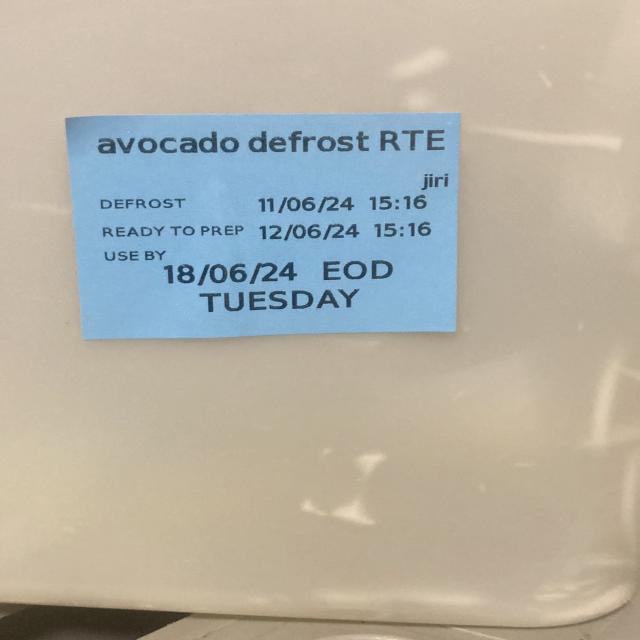 avocado defrost RTE
jiri
DEFROST 11/06/24 15:16
READY TO PREP 12/06/24 15:16
USE BY
18/06/24 EOD
TUESDAY